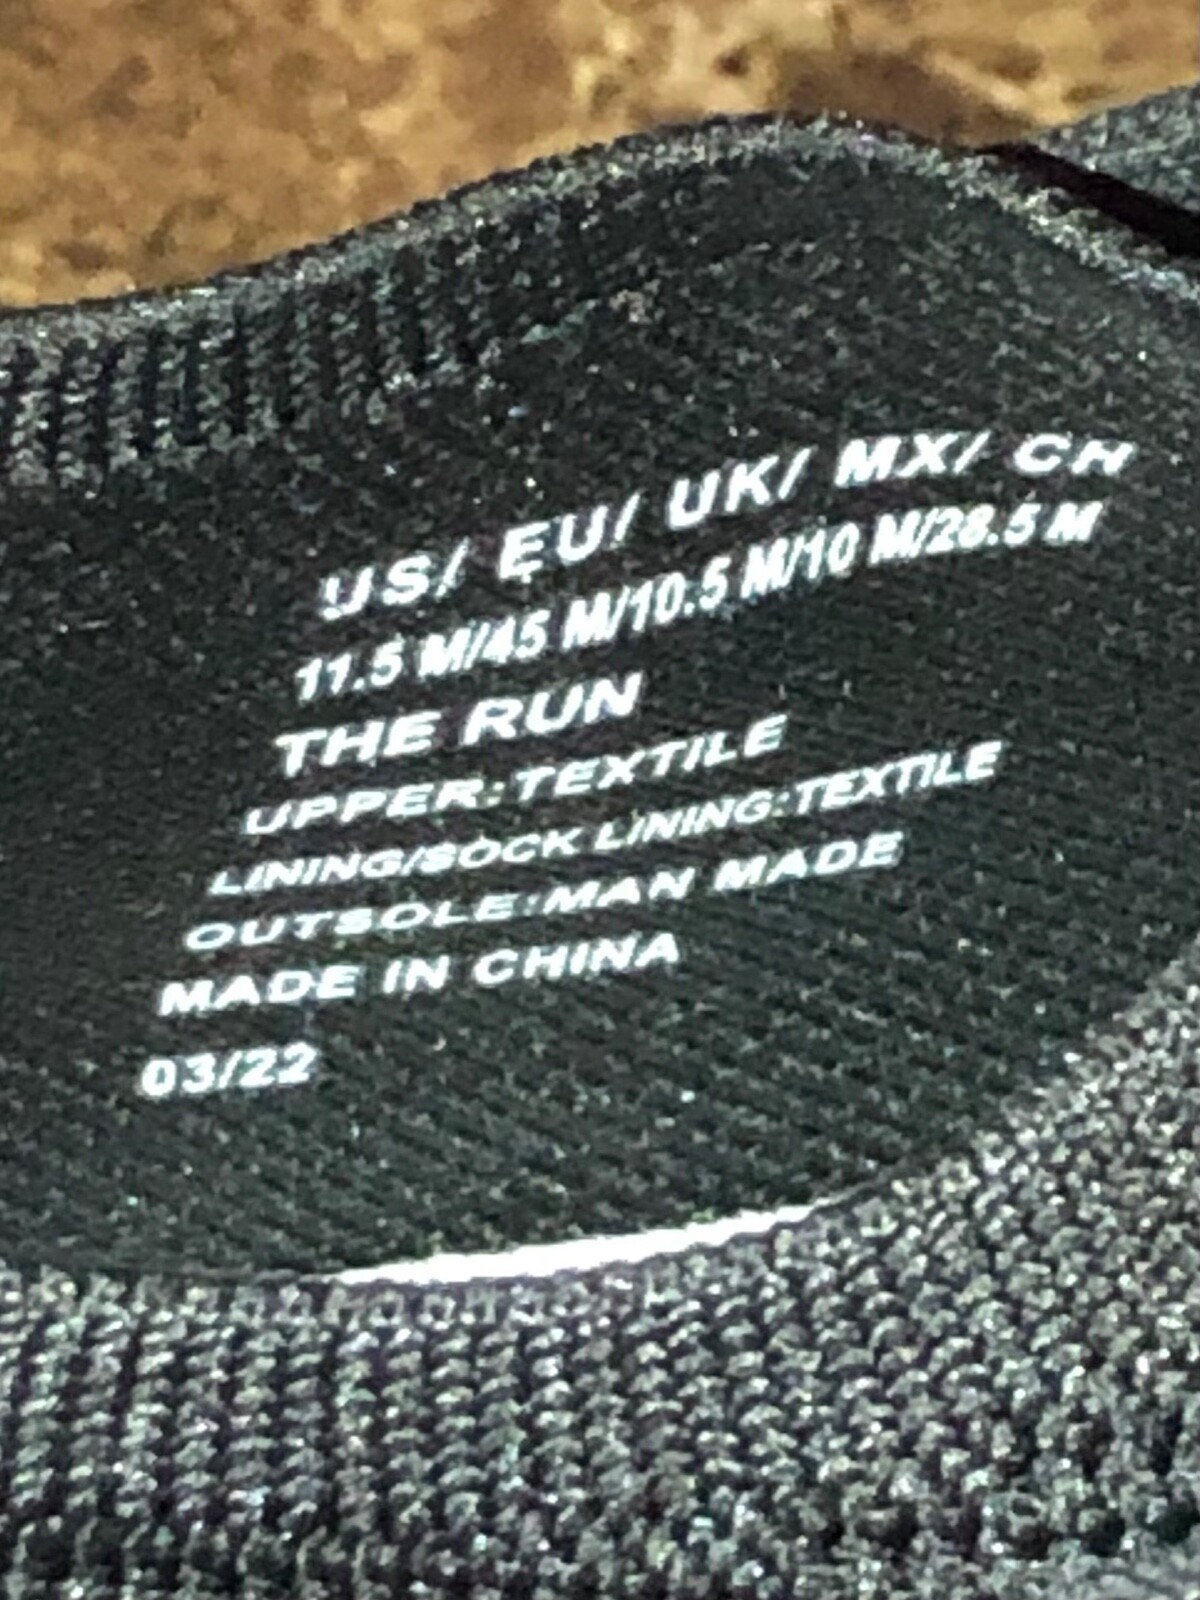 US/ EU/ UK/ MX/ CH
11.5 M/45 M/10.5 M/10 M/28.5 M
THE RUN
UPPER:TEXTILE
LINING/SOCK LINING:TEXTILE
OUTSOLE:MAN MADE
MADE IN CHINA
03/22